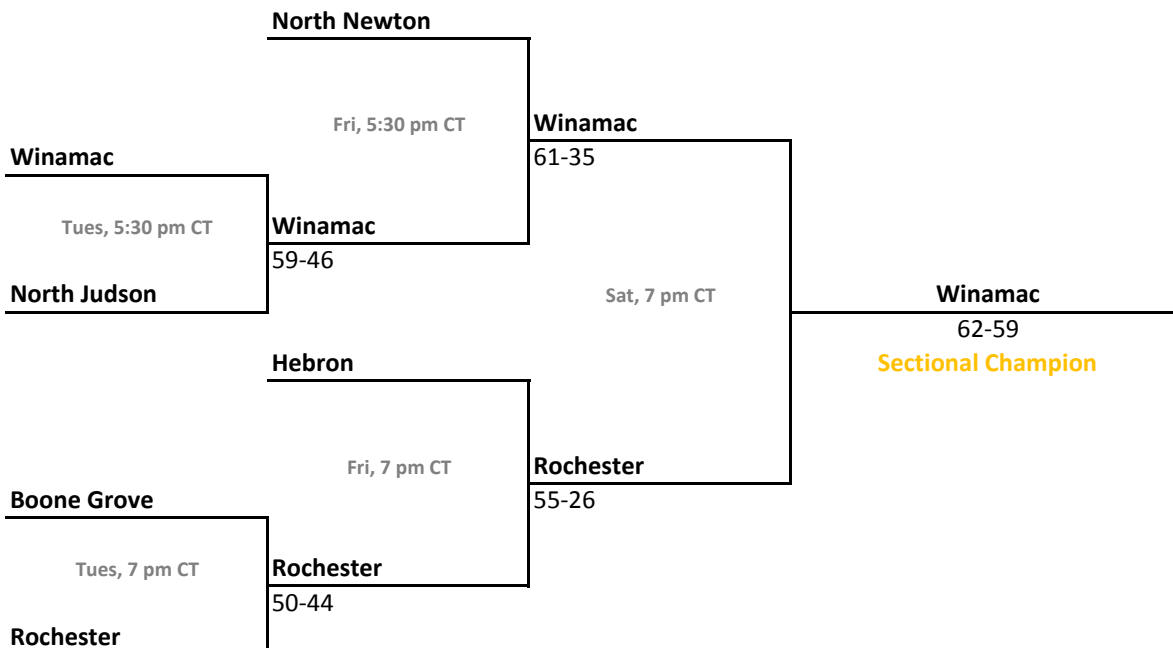 North Newton
Fri, 5:30 pm CT
Winamac
61-35
Winamac
Tues, 5:30 pm CT
Winamac
59-46
North Judson
Sat, 7 pm CT
Winamac
62-59
Sectional Champion
Hebron
Fri, 7 pm CT
Rochester
55-26
Boone Grove
Tues, 7 pm CT
Rochester
50-44
Rochester